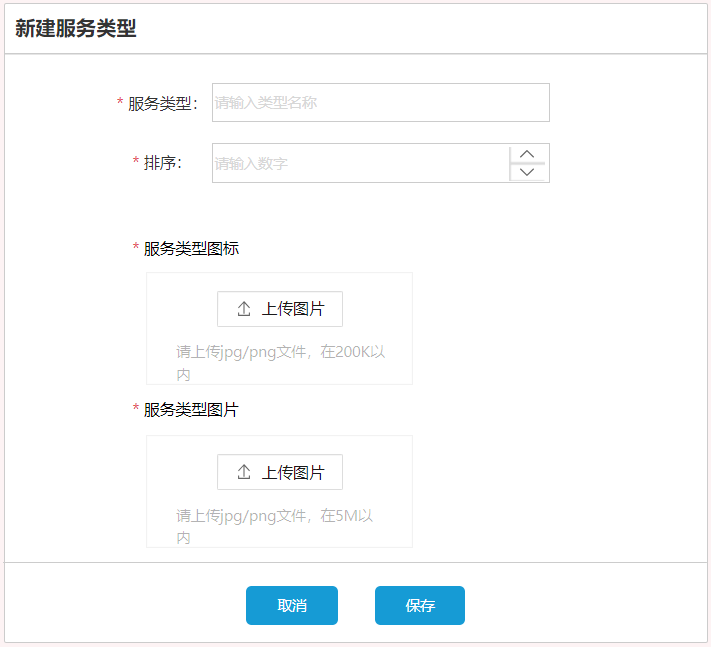 新建服务类型
* 服务类型: 请输入类型名称
* 排序: 请输入数字
* 服务类型图标
上传图片
请上传jpg/png文件，在200K以
内
* 服务类型图片
上传图片
请上传jpg/png文件，在5M以
内
取消 保存